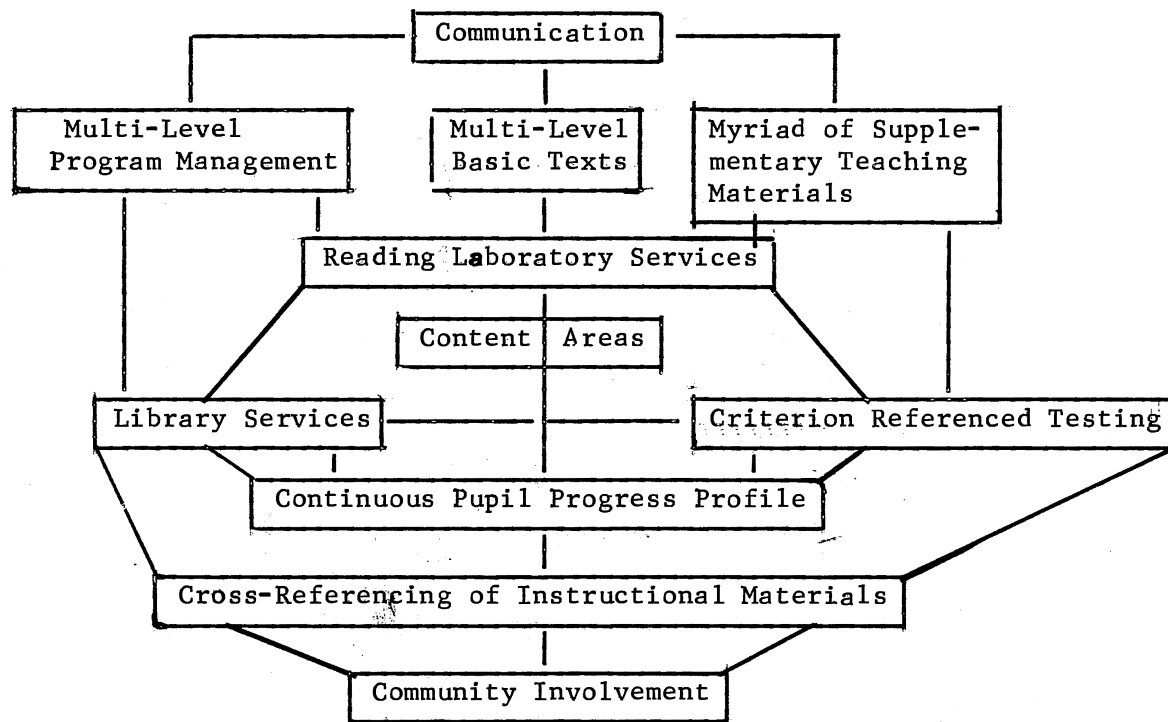 Communication
Multi-Level
Program Management
Multi-Level
Basic Texts
Myriad of Supple-
mentary Teaching
Materials
Reading Laboratory Services
Content Areas
Library Services
Criterion Referenced Testing
Continuous Pupil Progress Profile
Cross-Referencing of Instructional Materials
Community Involvement